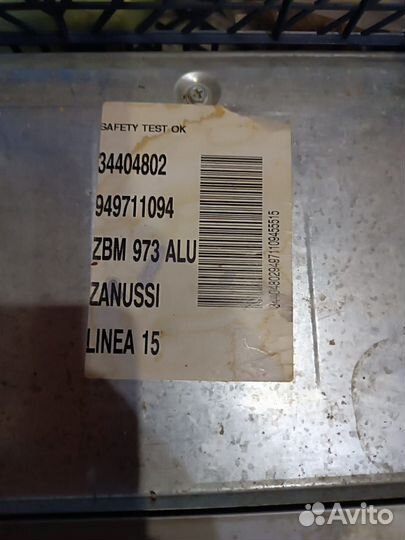 SAFETY TEST OK
34404802
949711094
ZBM 973 ALU
ZANUSSI
LINEA 15
Avito